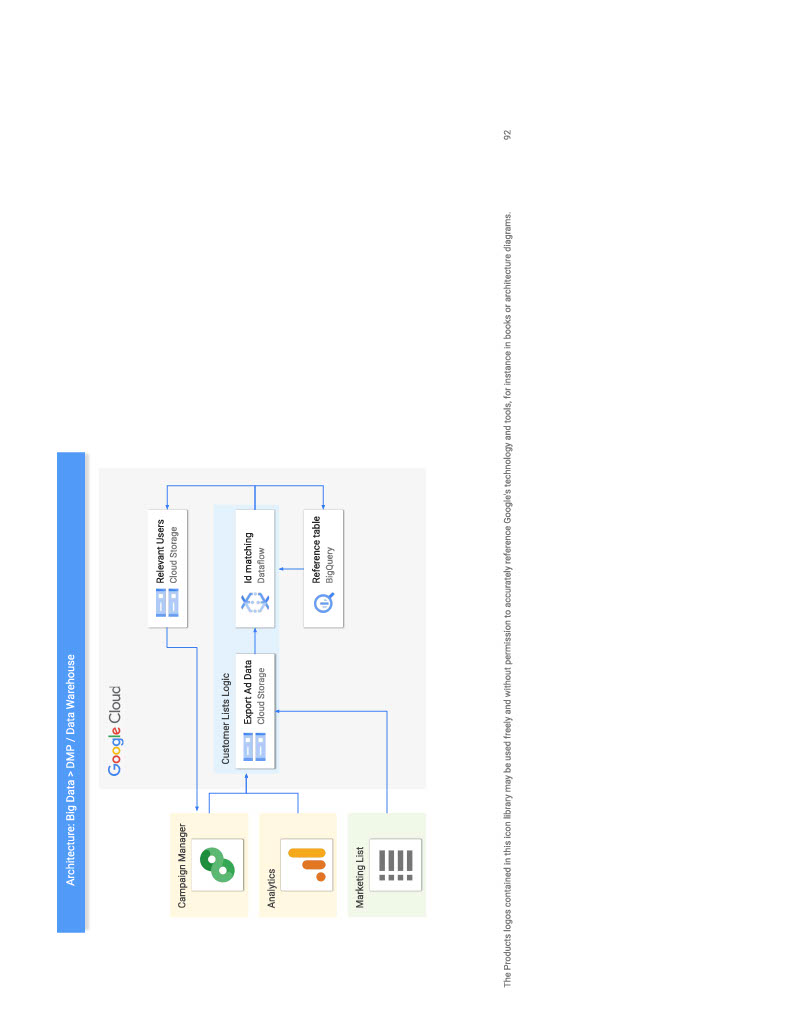 Architecture: Big Data > DMP / Data Warehouse
Google Cloud
Campaign Manager
Analytics
Marketing List
Customer Lists Logic
Export Ad Data
Cloud Storage
Relevant Users
Cloud Storage
Id matching
Dataflow
Reference table
BigQuery
The Products logos contained in this icon library may be used freely and without permission to accurately reference Google's technology and tools, for instance in books or architecture diagrams.
92